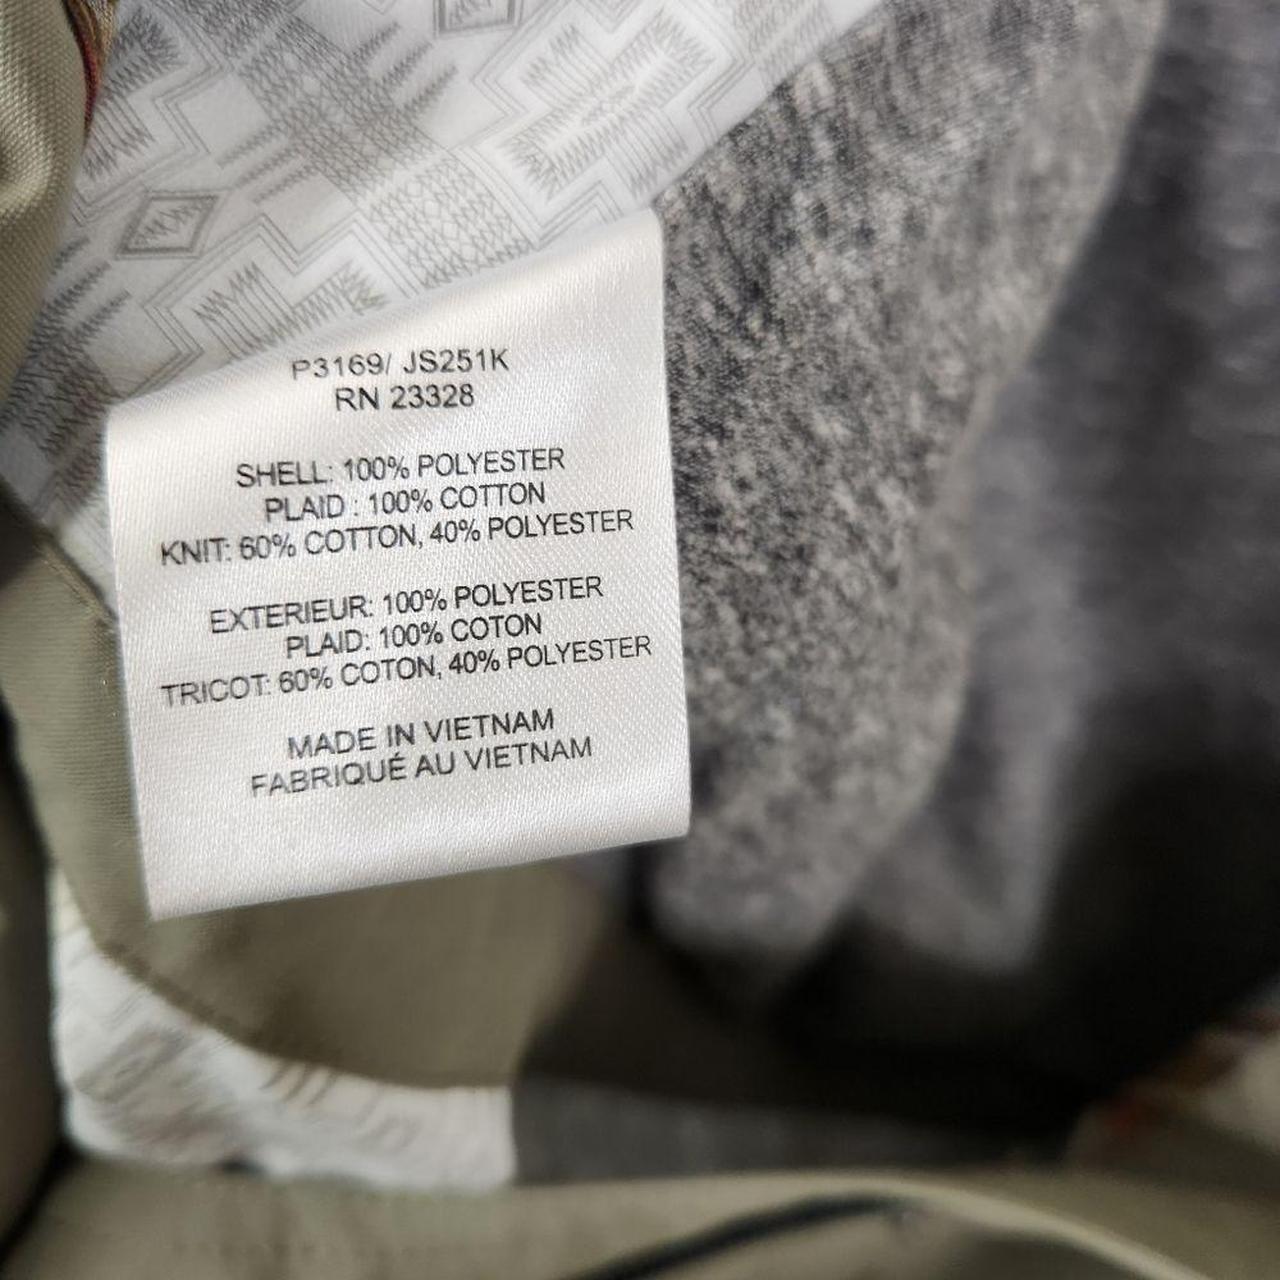 P3169/ JS251K
RN 23328
SHELL: 100% POLYESTER
PLAID : 100% COTTON
KNIT: 60% COTTON, 40% POLYESTER
EXTERIEUR: 100% POLYESTER
PLAID: 100% COTON
TRICOT: 60% COTON, 40% POLYESTER
MADE IN VIETNAM
FABRIQUÉ AU VIETNAM